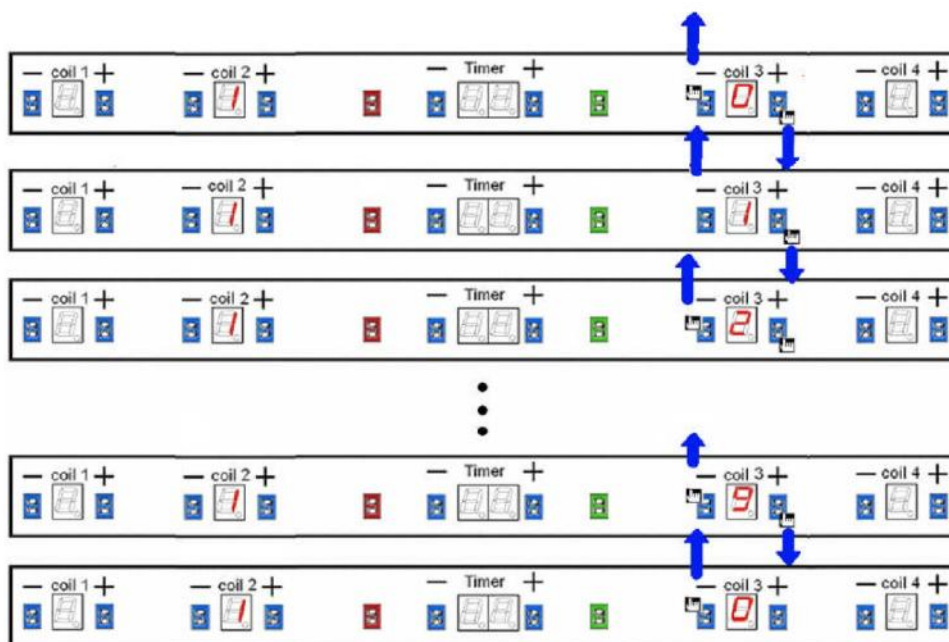 — coil 1 + — coil 2 + — Timer + — coil 3 + — coil 4 +
1 0
— coil 1 + — coil 2 + — Timer + — coil 3 + — coil 4 +
1 1
— coil 1 + — coil 2 + — Timer + — coil 3 + — coil 4 +
1 2
— coil 1 + — coil 2 + — Timer + — coil 3 + — coil 4 +
1 9
— coil 1 + — coil 2 + — Timer + — coil 3 + — coil 4 +
1 0